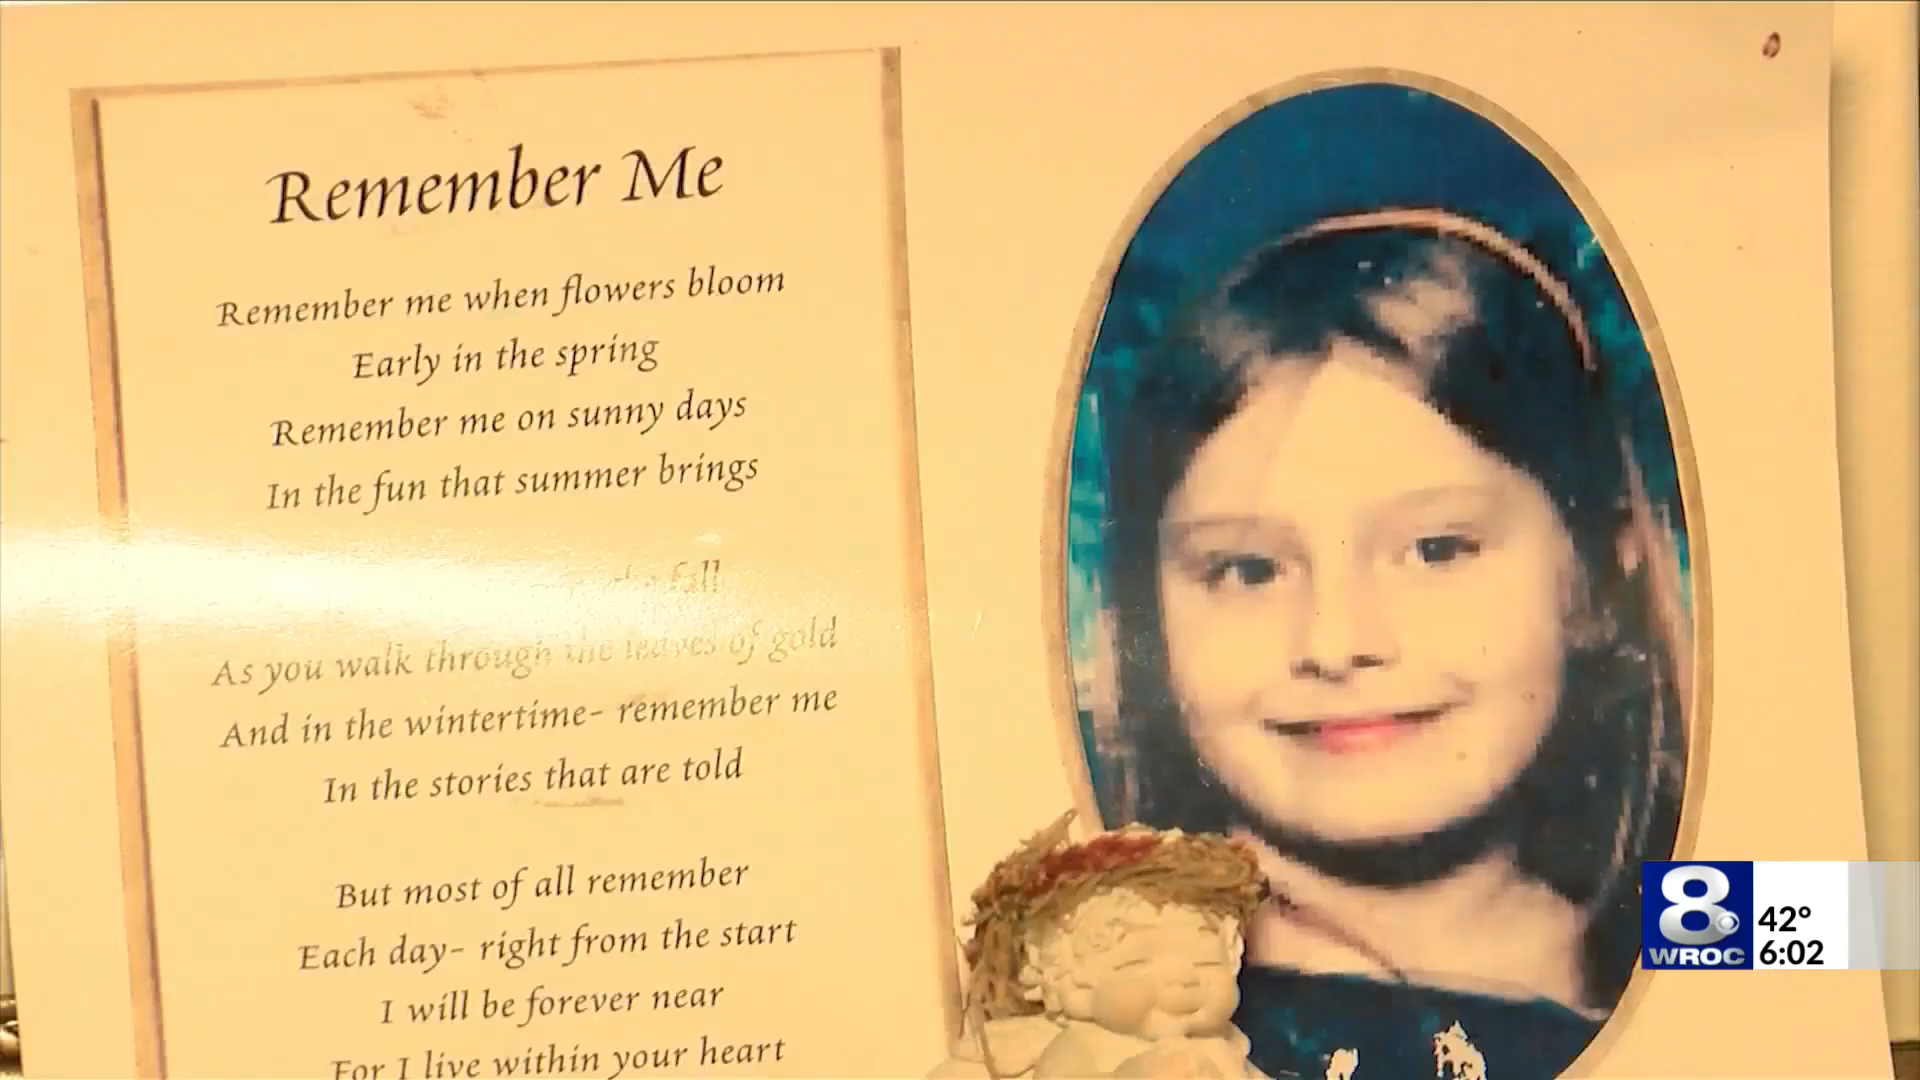 Remember Me
Remember me when flowers bloom
Early in the spring
Remember me on sunny days
In the fun that summer brings
fall
As you walk through the leaves of gold
And in the wintertime- remember me
In the stories that are told
But most of all remember
Each day- right from the start
I will be forever near
For I live within your heart
8
WROC
42°
6:02